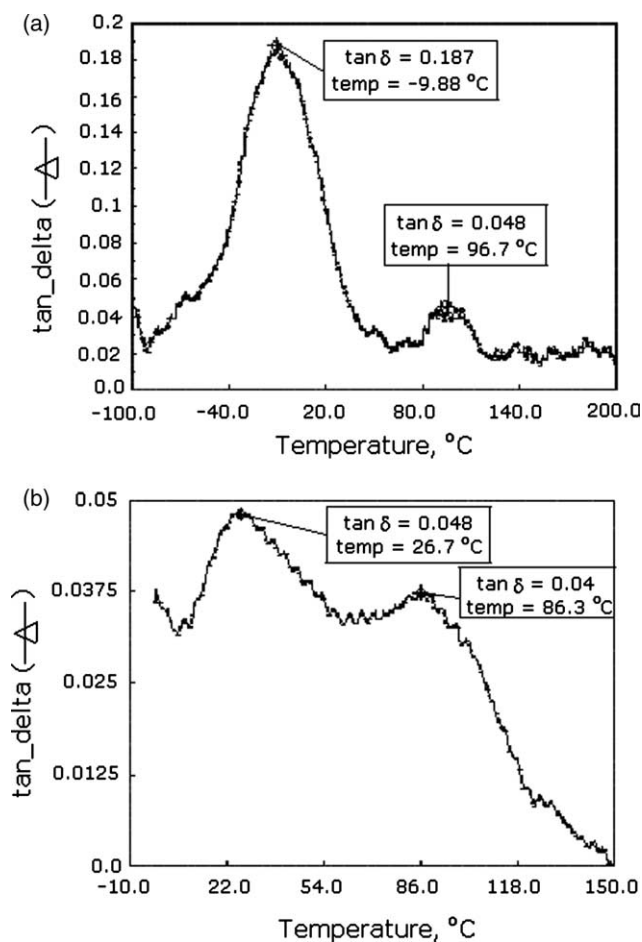 (a)
0.2
tan δ = 0.187
temp = -9.88 °C
0.18
0.16
0.14
0.12
0.1
tan δ = 0.048
temp = 96.7 °C
0.08
0.06
0.04
0.02
0.0
tan_delta (—△—)
-100.0 -40.0 20.0 80.0 140.0 200.0
Temperature, °C
(b)
0.05
tan δ = 0.048
temp = 26.7 °C
tan δ = 0.04
temp = 86.3 °C
0.0375
0.025
0.0125
0.0
tan_delta (—△—)
-10.0 22.0 54.0 86.0 118.0 150.0
Temperature, °C